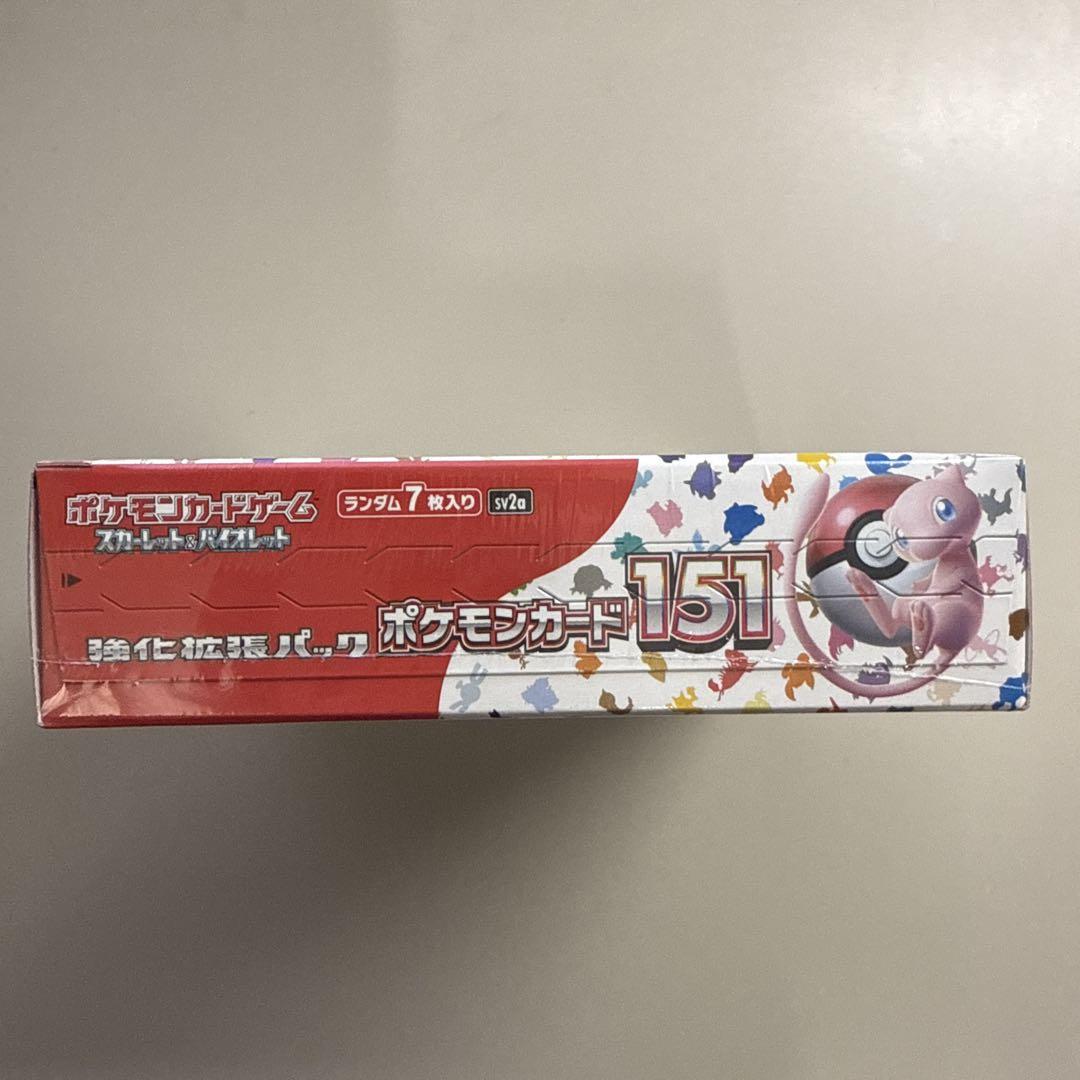 ポケモンカードゲーム
スカーレット&バイオレット
ランダム7枚入り
sv2a
強化拡張パック
ポケモンカード151